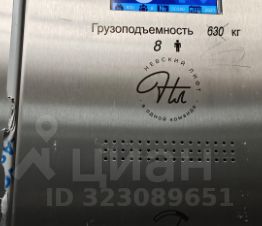 Грузоподъемность 630 кг
8
НЕВСКИЙ ЛИФТ
Нл
в одной команде
циан
ID 323089651